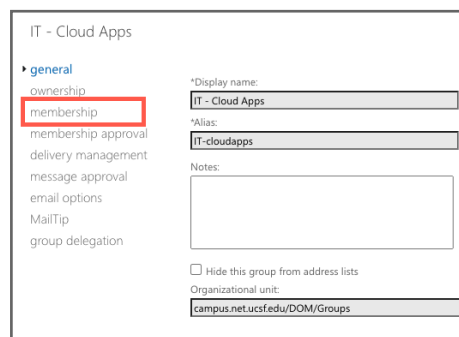 IT - Cloud Apps
general
ownership
membership
membership approval
delivery management
message approval
email options
MailTip
group delegation
*Display name:
IT - Cloud Apps
*Alias:
IT-cloudapps
Notes:
Hide this group from address lists
Organizational unit:
campus.net.ucsf.edu/DOM/Groups